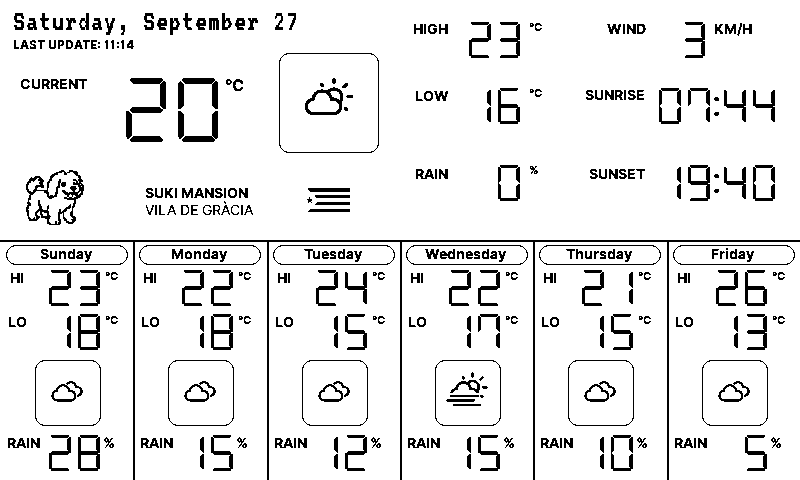 Saturday, September 27
LAST UPDATE: 11:14
CURRENT 20 °C
HIGH 23 °C
WIND 3 KM/H
LOW 16 °C
SUNRISE 07:44
RAIN 0 %
SUNSET 19:40
SUKI MANSION
VILA DE GRÀCIA
Sunday
HI 23 °C
LO 18 °C
RAIN 28 %
Monday
HI 22 °C
LO 18 °C
RAIN 15 %
Tuesday
HI 24 °C
LO 15 °C
RAIN 12 %
Wednesday
HI 22 °C
LO 17 °C
RAIN 15 %
Thursday
HI 21 °C
LO 15 °C
RAIN 10 %
Friday
HI 26 °C
LO 13 °C
RAIN 5 %